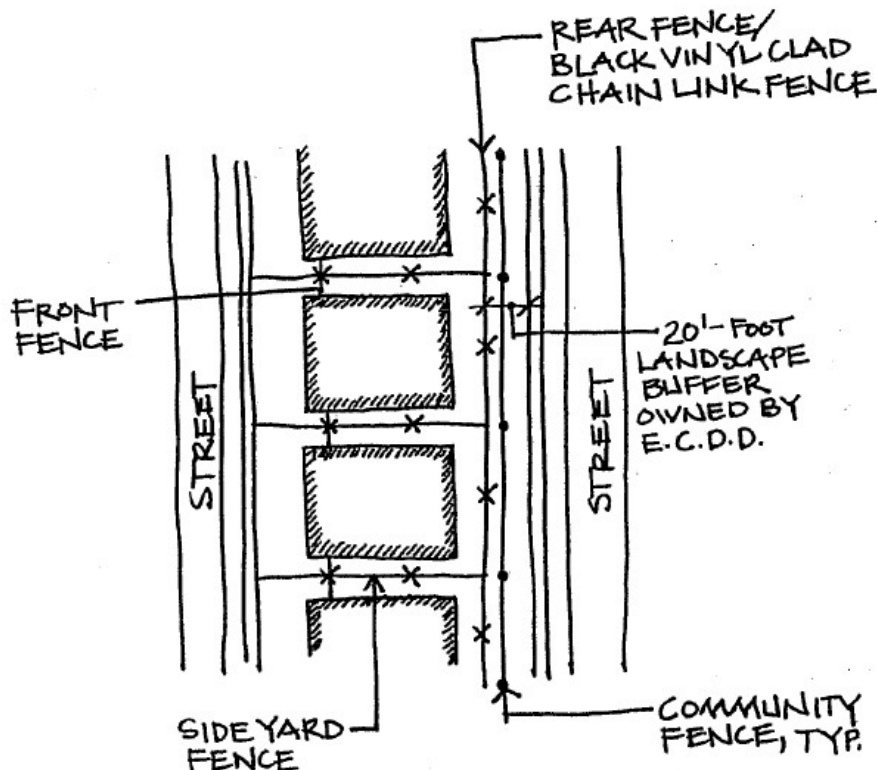 REAR FENCE/
BLACK VINYL CLAD
CHAIN LINK FENCE
FRONT
FENCE
20'-FOOT
LANDSCAPE
BUFFER
OWNED BY
E.C.D.D.
STREET
STREET
SIDE YARD
FENCE
COMMUNITY
FENCE, TYP.